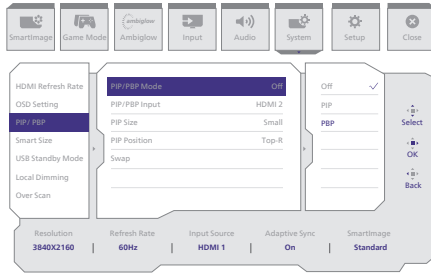 SmartImage
Game Mode
ambiglow
Ambiglow
Input
Audio
System
Setup
Close
HDMI Refresh Rate
OSD Setting
PIP/ PBP
Smart Size
USB Standby Mode
Local Dimming
Over Scan
PIP/PBP Mode Off
PIP/PBP Input HDMI 2
PIP Size Small
PIP Position Top-R
Swap
Off
PIP
PBP
Select
OK
Back
Resolution Refresh Rate Input Source Adaptive Sync SmartImage
3840X2160 | 60Hz | HDMI 1 | On | Standard